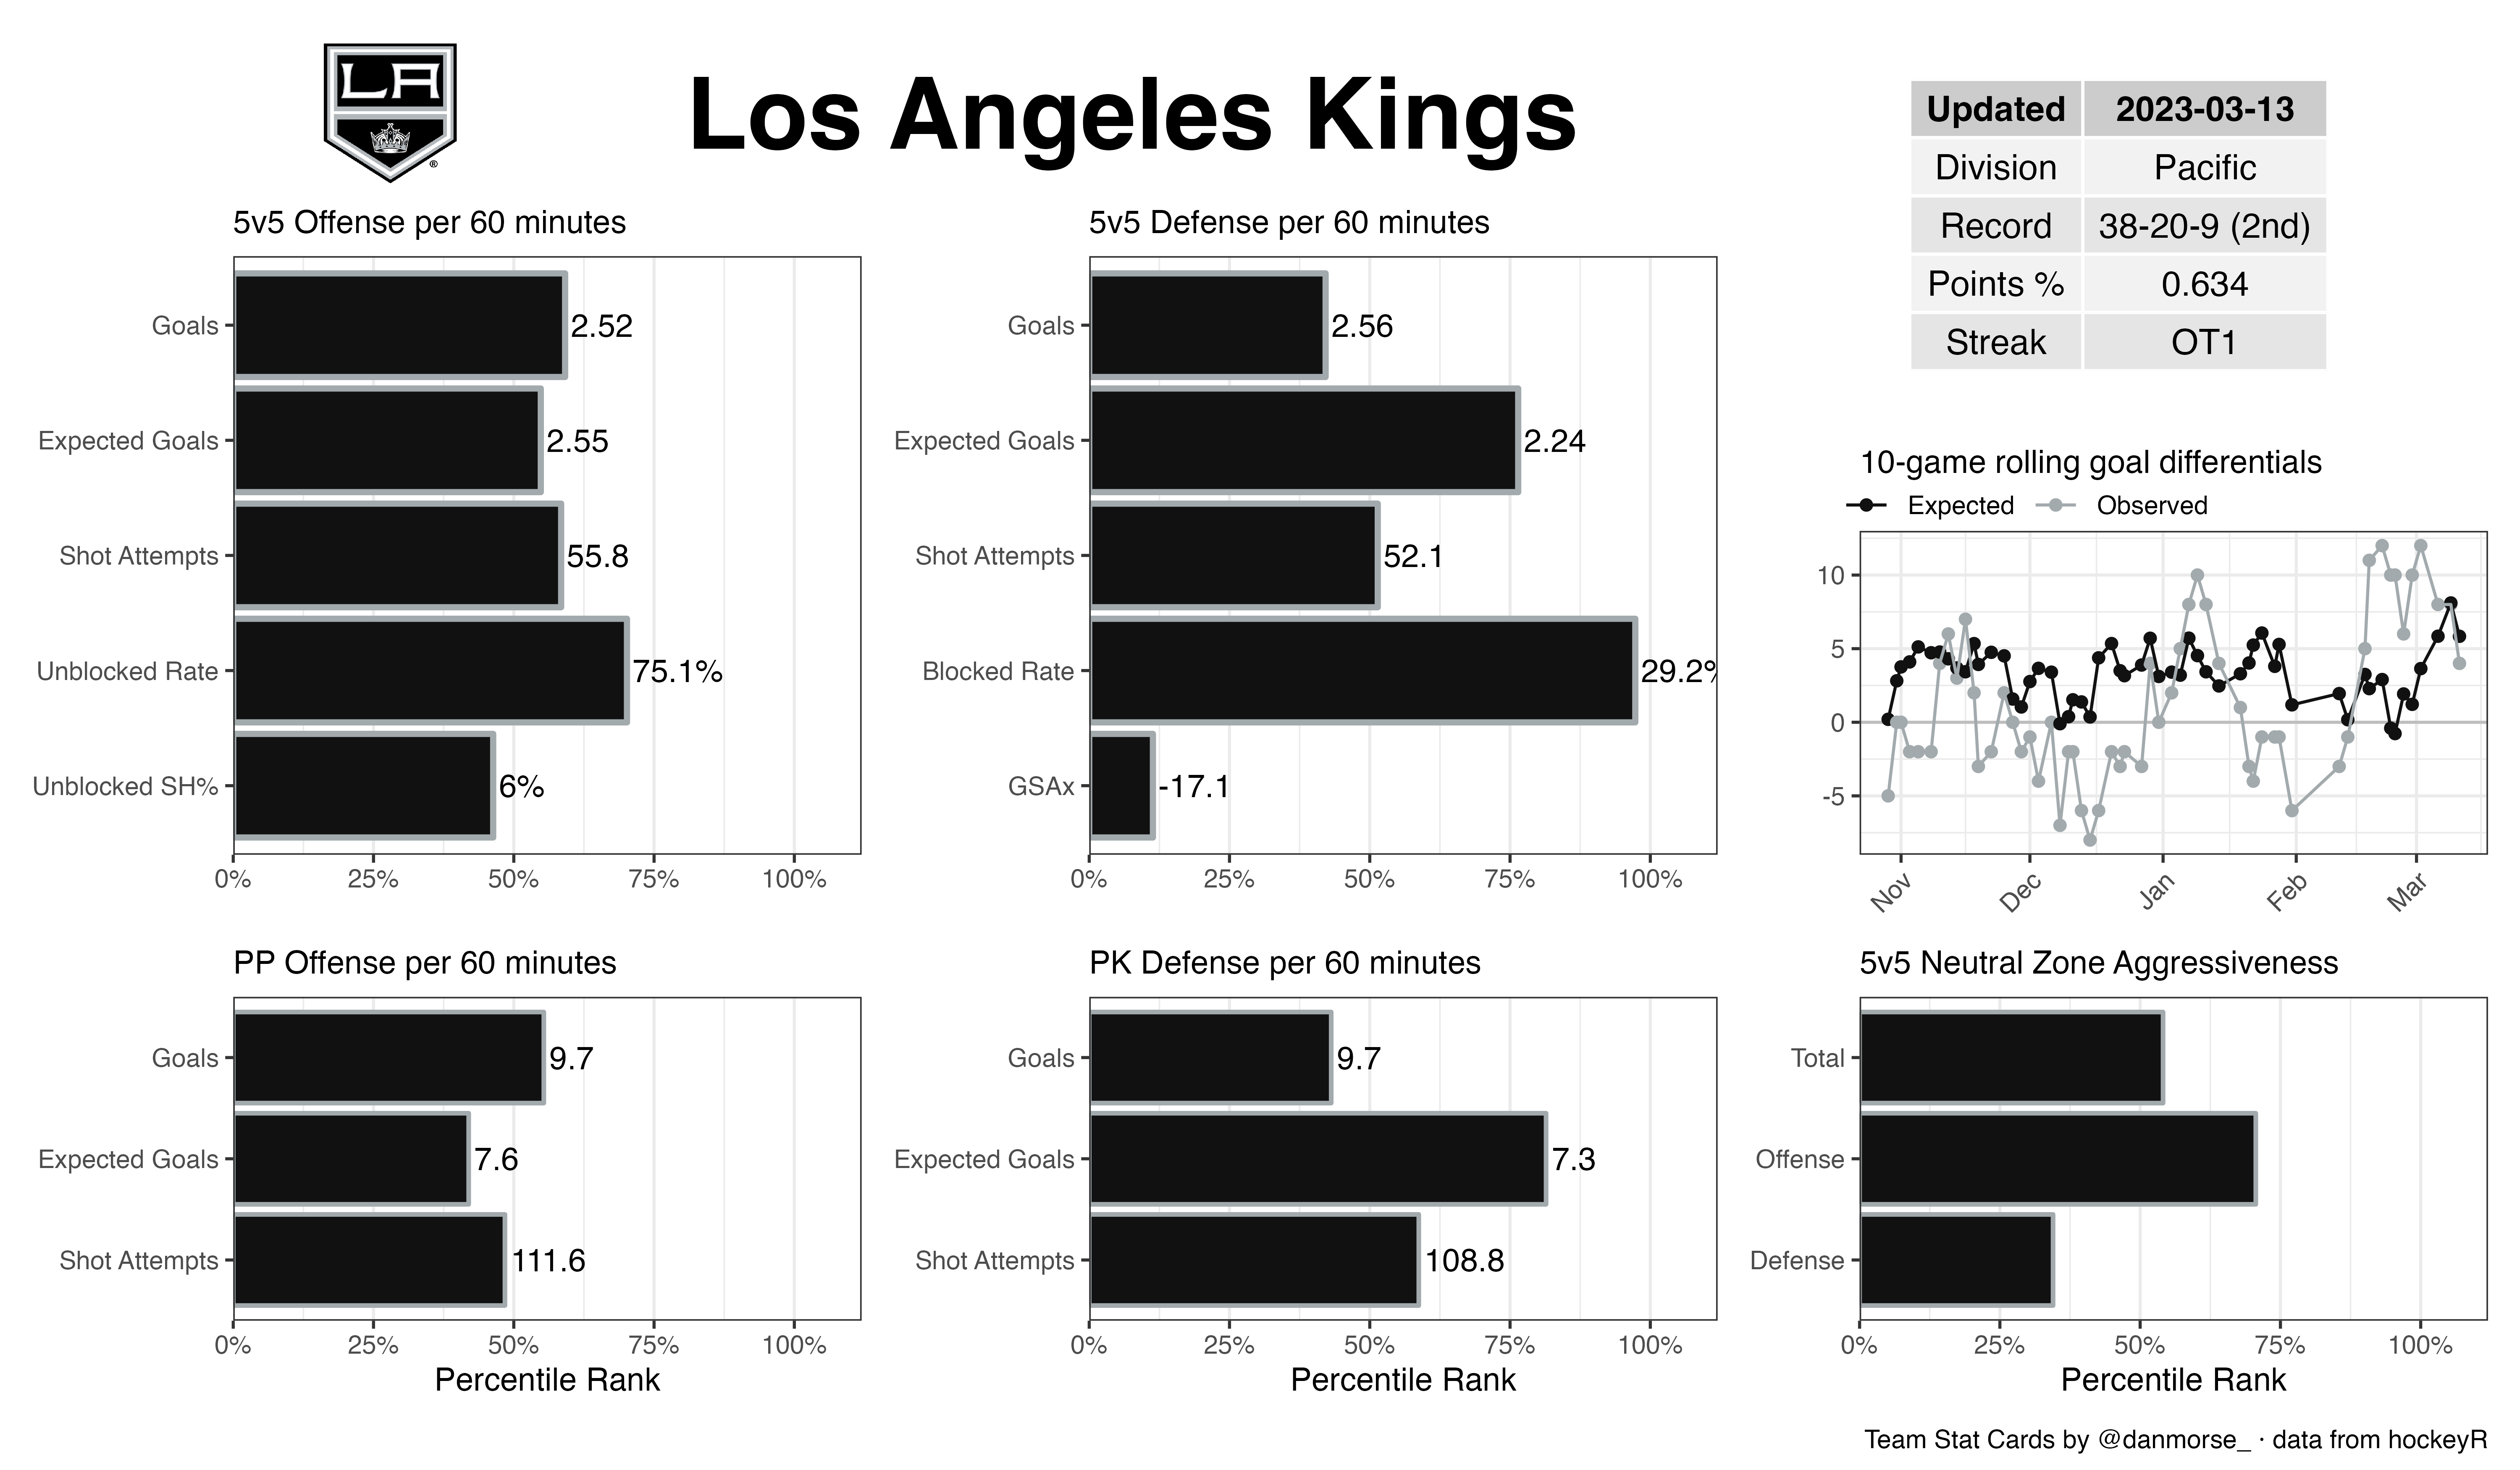 LA
®
Los Angeles Kings
Updated 2023-03-13
Division Pacific
Record 38-20-9 (2nd)
Points % 0.634
Streak OT1
5v5 Offense per 60 minutes
Goals 2.52
Expected Goals 2.55
Shot Attempts 55.8
Unblocked Rate 75.1%
Unblocked SH% 6%
0% 25% 50% 75% 100%
5v5 Defense per 60 minutes
Goals 2.56
Expected Goals 2.24
Shot Attempts 52.1
Blocked Rate 29.2%
GSAx -17.1
0% 25% 50% 75% 100%
10-game rolling goal differentials
Expected Observed
10
5
0
-5
Nov Dec Jan Feb Mar
PP Offense per 60 minutes
Goals 9.7
Expected Goals 7.6
Shot Attempts 111.6
0% 25% 50% 75% 100%
Percentile Rank
PK Defense per 60 minutes
Goals 9.7
Expected Goals 7.3
Shot Attempts 108.8
0% 25% 50% 75% 100%
Percentile Rank
5v5 Neutral Zone Aggressiveness
Total
Offense
Defense
0% 25% 50% 75% 100%
Percentile Rank
Team Stat Cards by @danmorse_ · data from hockeyR